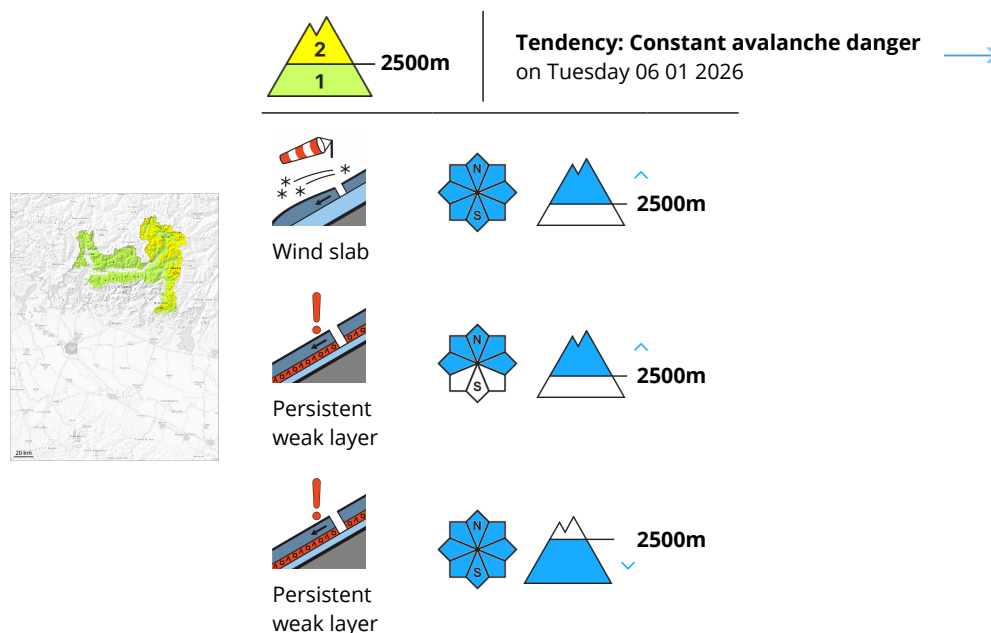 2
1
2500m
Tendency: Constant avalanche danger
on Tuesday 06 01 2026
N
S
2500m
Wind slab
N
S
2500m
Persistent
weak layer
20 km
N
S
2500m
Persistent
weak layer